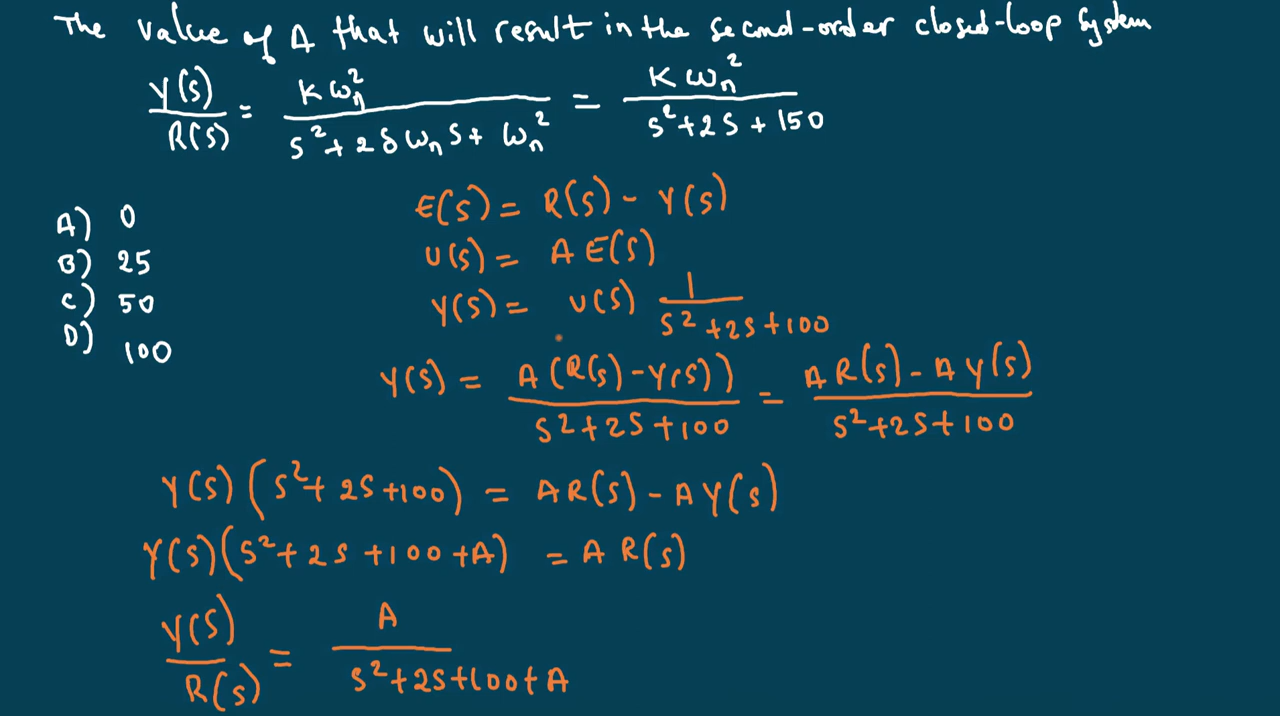 The value of A that will result in the second-order closed-loop system
Y(s)/R(s) = Kωn²/(s²+2δωns+ωn²) = Kωn²/(s²+2s+150)
A) 0
B) 25
C) 50
D) 100
E(s) = R(s) - Y(s)
U(s) = A E(s)
Y(s) = U(s) 1/(s²+2s+100)
Y(s) = A(R(s)-Y(s))/(s²+2s+100) = (AR(s)-AY(s))/(s²+2s+100)
Y(s)(s²+2s+100) = AR(s)-AY(s)
Y(s)(s²+2s+100+A) = AR(s)
Y(s)/R(s) = A/(s²+2s+100+A)